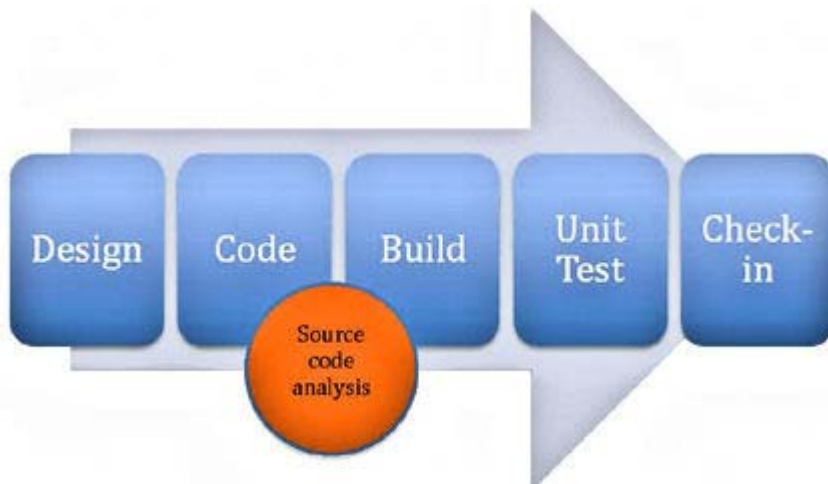 Design
Code
Build
Unit
Test
Check-
in
Source
code
analysis